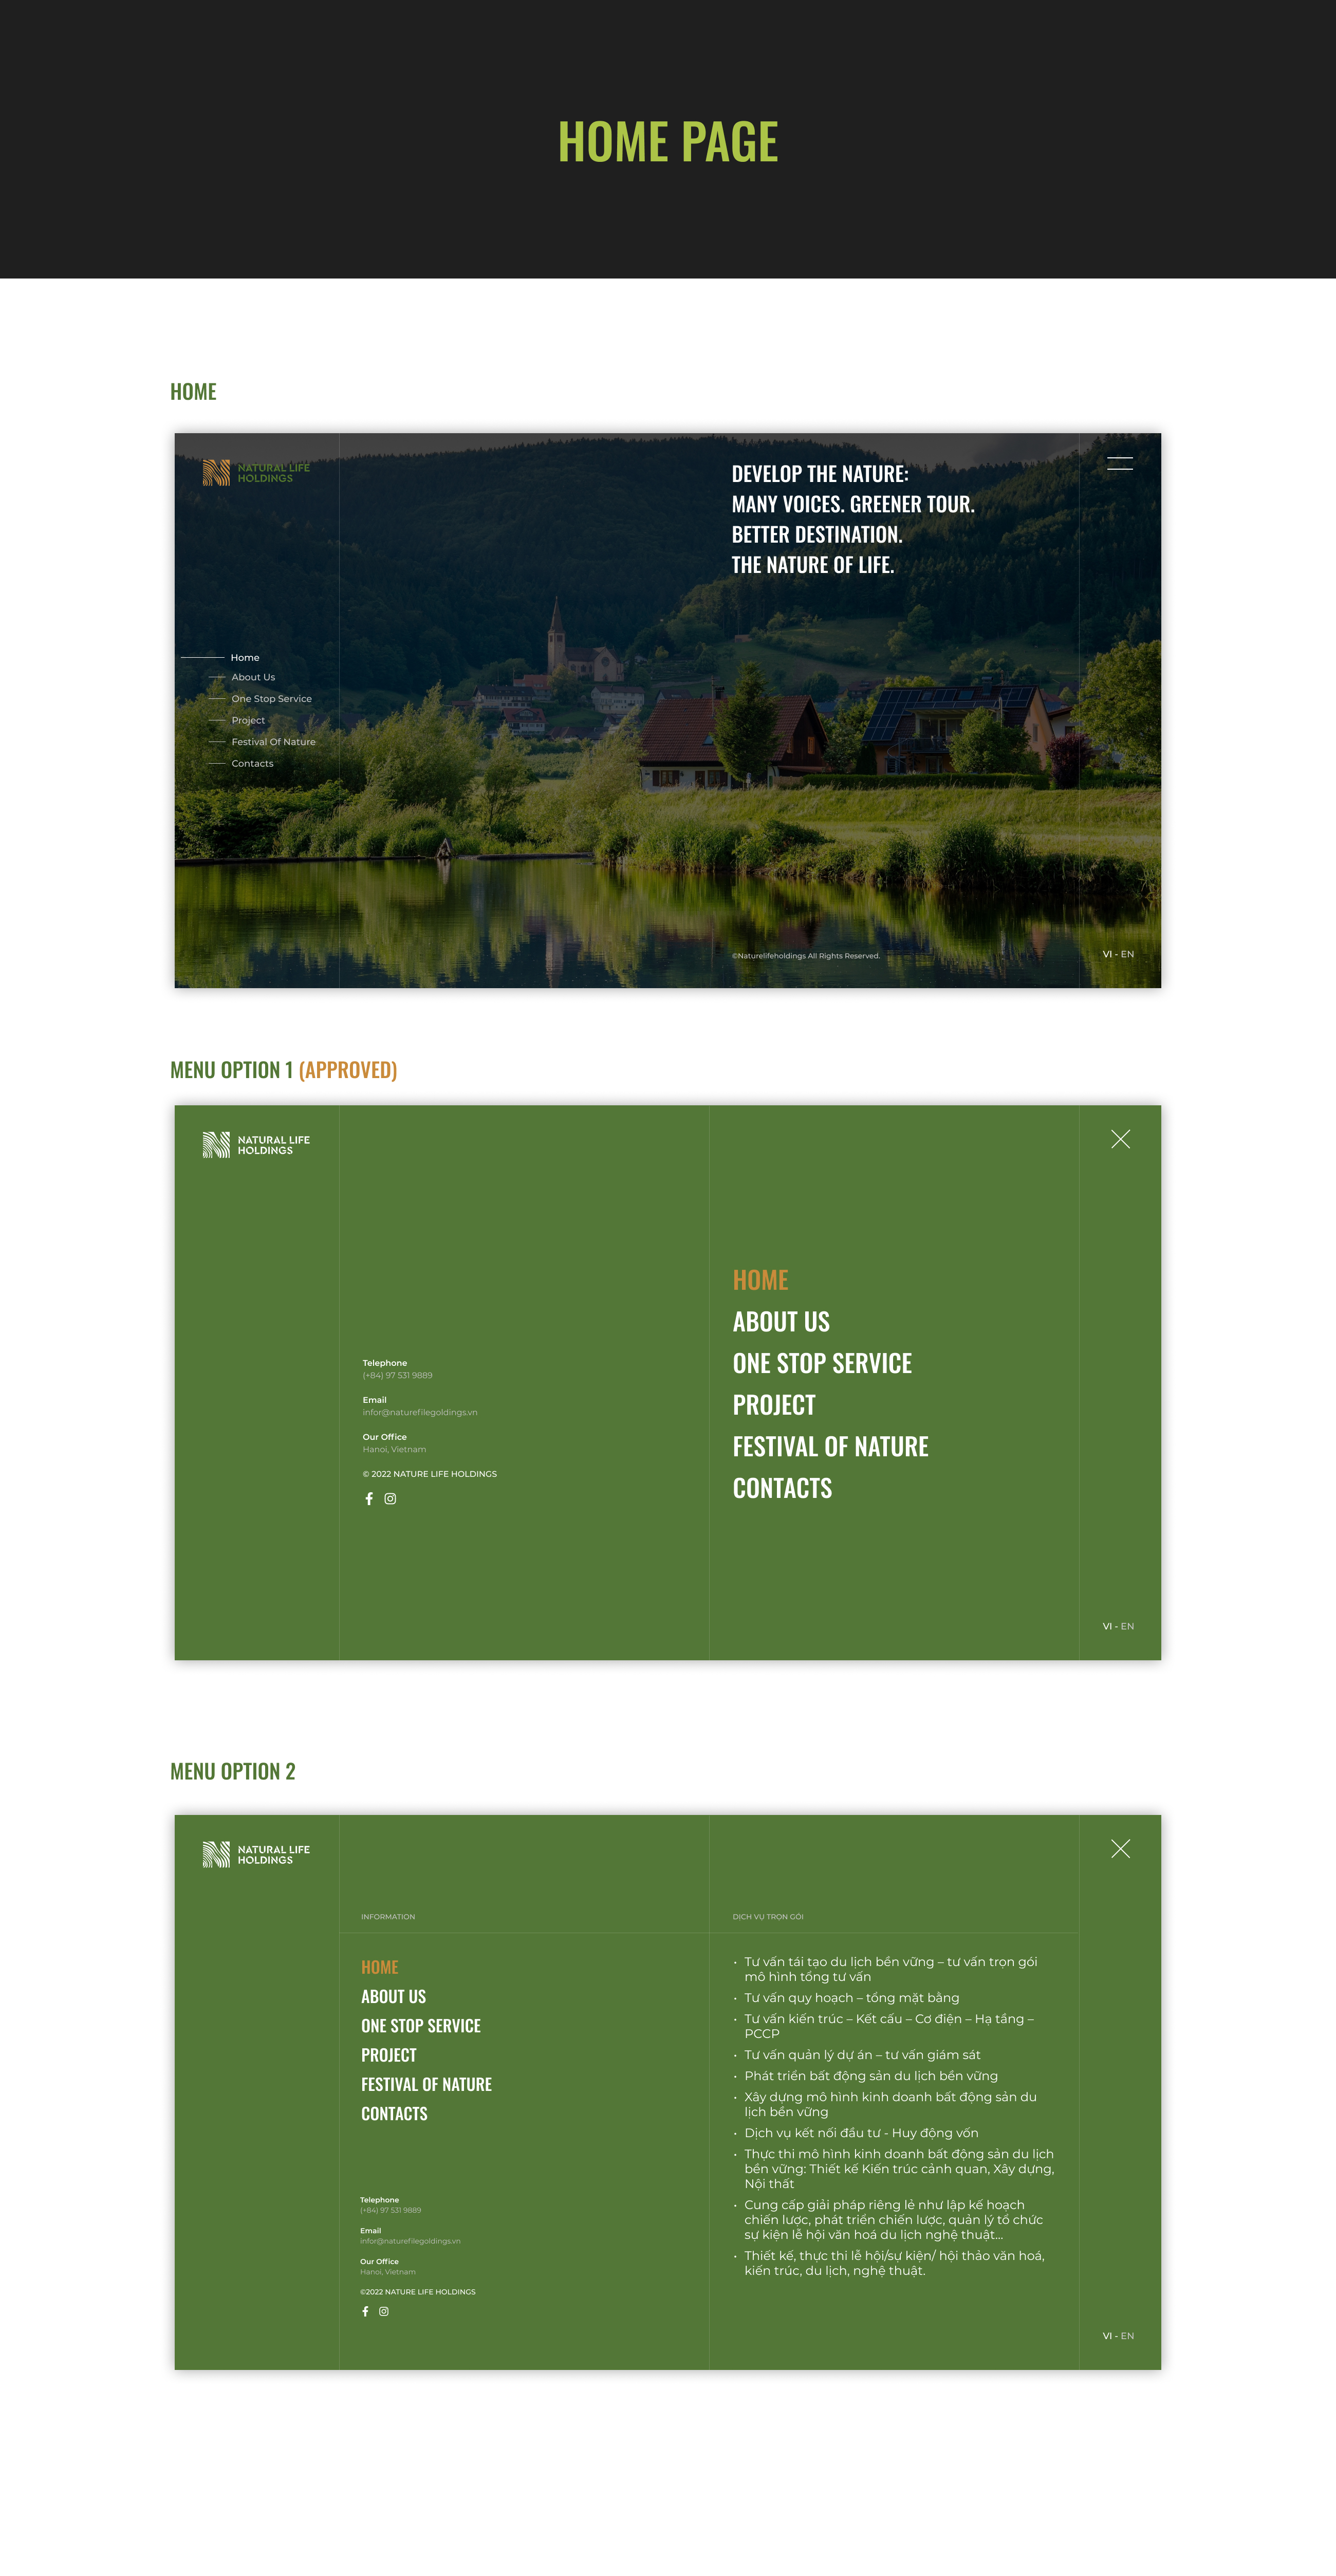 HOME PAGE
HOME
NATURAL LIFE
HOLDINGS
DEVELOP THE NATURE:
MANY VOICES. GREENER TOUR.
BETTER DESTINATION.
THE NATURE OF LIFE.
Home
About Us
One Stop Service
Project
Festival Of Nature
Contacts
©Naturelifeholdings All Rights Reserved.
VI - EN
MENU OPTION 1 (APPROVED)
NATURAL LIFE
HOLDINGS
Telephone
(+84) 97 531 9889
Email
infor@naturefilegoldings.vn
Our Office
Hanoi, Vietnam
© 2022 NATURE LIFE HOLDINGS
HOME
ABOUT US
ONE STOP SERVICE
PROJECT
FESTIVAL OF NATURE
CONTACTS
VI - EN
MENU OPTION 2
NATURAL LIFE
HOLDINGS
INFORMATION
HOME
ABOUT US
ONE STOP SERVICE
PROJECT
FESTIVAL OF NATURE
CONTACTS
Telephone
(+84) 97 531 9889
Email
infor@naturefilegoldings.vn
Our Office
Hanoi, Vietnam
©2022 NATURE LIFE HOLDINGS
DỊCH VỤ TRỌN GÓI
• Tư vấn tái tạo du lịch bền vững – tư vấn trọn gói
mô hình tổng tư vấn
• Tư vấn quy hoạch – tổng mặt bằng
• Tư vấn kiến trúc – Kết cấu – Cơ điện – Hạ tầng –
PCCP
• Tư vấn quản lý dự án – tư vấn giám sát
• Phát triển bất động sản du lịch bền vững
• Xây dựng mô hình kinh doanh bất động sản du
lịch bền vững
• Dịch vụ kết nối đầu tư - Huy động vốn
• Thực thi mô hình kinh doanh bất động sản du lịch
bền vững: Thiết kế Kiến trúc cảnh quan, Xây dựng,
Nội thất
• Cung cấp giải pháp riêng lẻ như lập kế hoạch
chiến lược, phát triển chiến lược, quản lý tổ chức
sự kiện lễ hội văn hoá du lịch nghệ thuật...
• Thiết kế, thực thi lễ hội/sự kiện/ hội thảo văn hoá,
kiến trúc, du lịch, nghệ thuật.
VI - EN